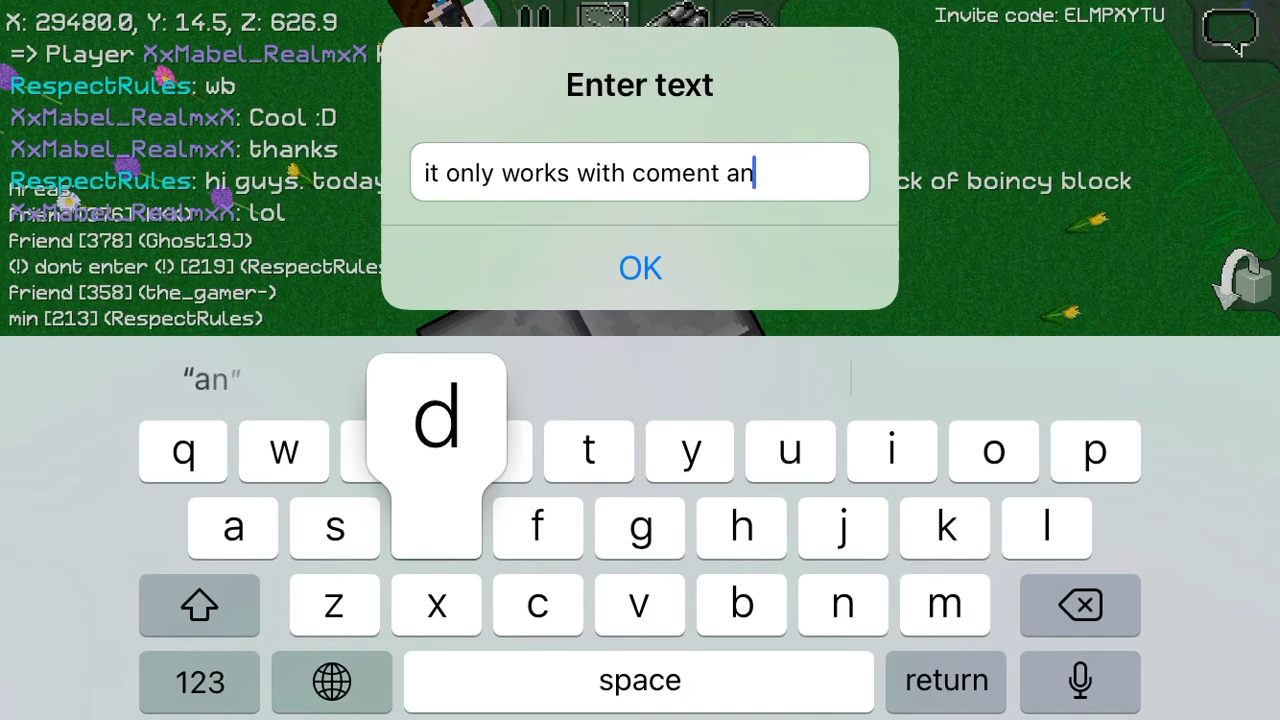 X: 29480.0, Y: 14.5, Z: 626.9
Invite code: ELMPXYTU
=> Player XxMabel_RealmxX
RespectRules: wb
XxMabel_RealmxX: Cool :D
XxMabel_RealmxX: thanks
RespectRules: hi guys. today ck of boincy block
XxMabel_RealmxX: lol
friend [378] (Ghost19J)
(!) dont enter (!) [219] (RespectRules
friend [358] (the_gamer-)
min [213] (RespectRules)
Enter text
it only works with coment an
OK
“an”
d
q w t y u i o p
a s f g h j k l
z x c v b n m
123 space return